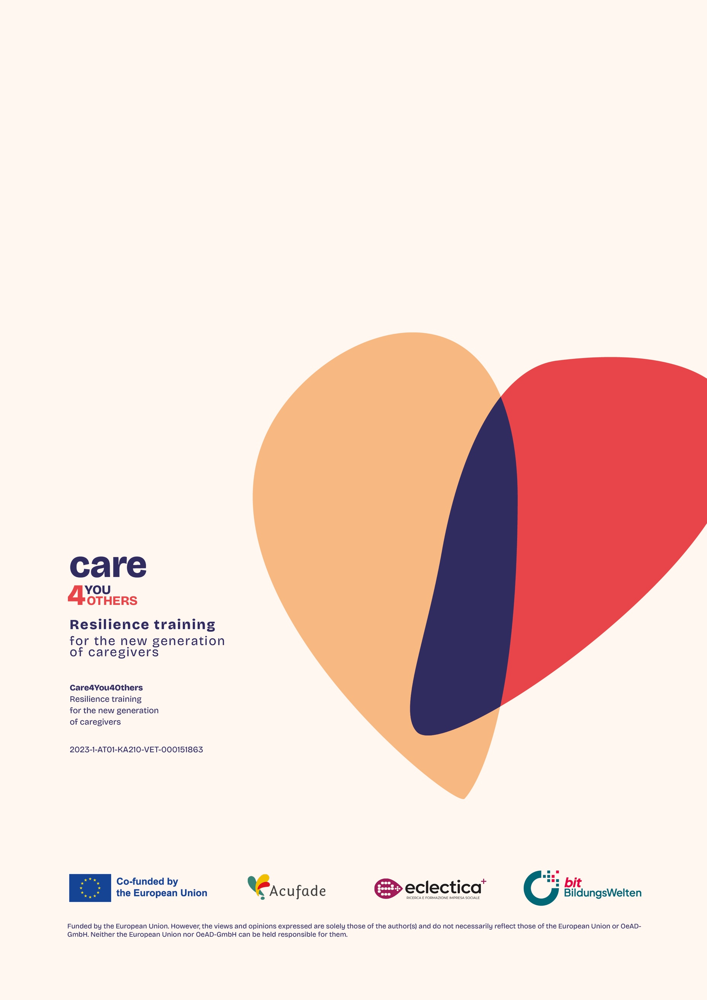 care
4 YOU
OTHERS
Resilience training
for the new generation
of caregivers
Care4You4Others
Resilience training
for the new generation
of caregivers
2023-1-AT01-KA210-VET-000151863
Co-funded by
the European Union
Acufade
eclectica+
RICERCA E FORMAZIONE IMPRESA SOCIALE
bit
BildungsWelten
Funded by the European Union. However, the views and opinions expressed are solely those of the author(s) and do not necessarily reflect those of the European Union or OeAD-
GmbH. Neither the European Union nor OeAD-GmbH can be held responsible for them.